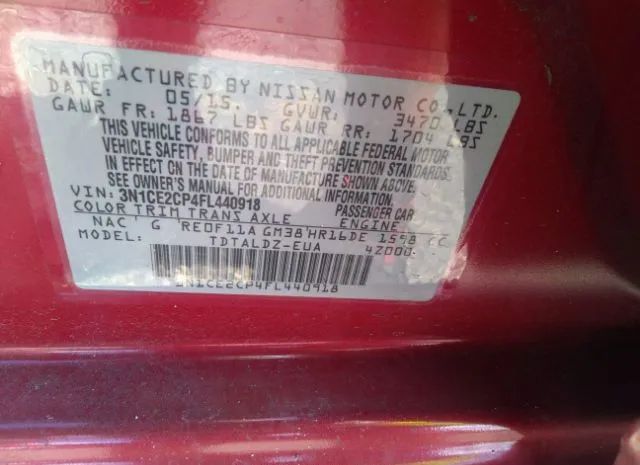 MANUFACTURED BY NISSAN MOTOR CO.,LTD.
DATE: 05/15. GVWR: 3470 LBS
GAWR FR: 1867 LBS GAWR RR: 1704 LBS
THIS VEHICLE CONFORMS TO ALL APPLICABLE FEDERAL MOTOR
VEHICLE SAFETY, BUMPER AND THEFT PREVENTION STANDARDS
IN EFFECT ON THE DATE OF MANUFACTURE SHOWN ABOVE.
SEE OWNER'S MANUAL FOR ADDITIONAL INFORMATION.
VIN: 3N1CE2CP4FL440918 PASSENGER CAR
COLOR TRIM TRANS AXLE ENGINE
NAC G RE0F11A GM38 HR16DE 1598 CC
MODEL: TDTALDZ-EUA 4Z000
3N1CE2CP4FL440918